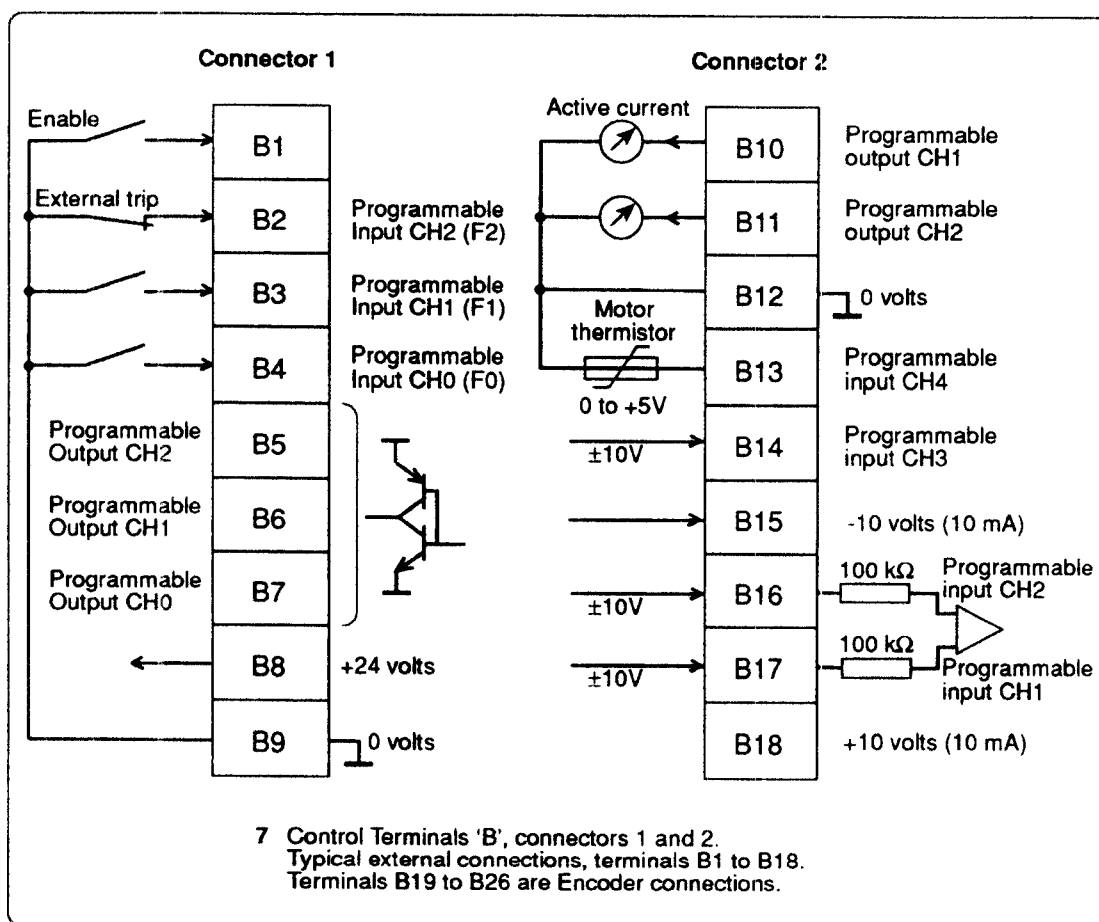 Connector 1
Enable
B1
External trip
B2
Programmable
Input CH2 (F2)
B3
Programmable
Input CH1 (F1)
B4
Programmable
Input CH0 (F0)
Programmable
Output CH2
B5
Programmable
Output CH1
B6
Programmable
Output CH0
B7
B8
+24 volts
B9
0 volts
Connector 2
Active current
B10
Programmable
output CH1
B11
Programmable
output CH2
B12
0 volts
Motor
thermistor
B13
Programmable
input CH4
0 to +5V
±10V
B14
Programmable
input CH3
B15
-10 volts (10 mA)
±10V
B16
100 kΩ
Programmable
input CH2
±10V
B17
100 kΩ
Programmable
input CH1
B18
+10 volts (10 mA)
7 Control Terminals ‘B’, connectors 1 and 2.
Typical external connections, terminals B1 to B18.
Terminals B19 to B26 are Encoder connections.